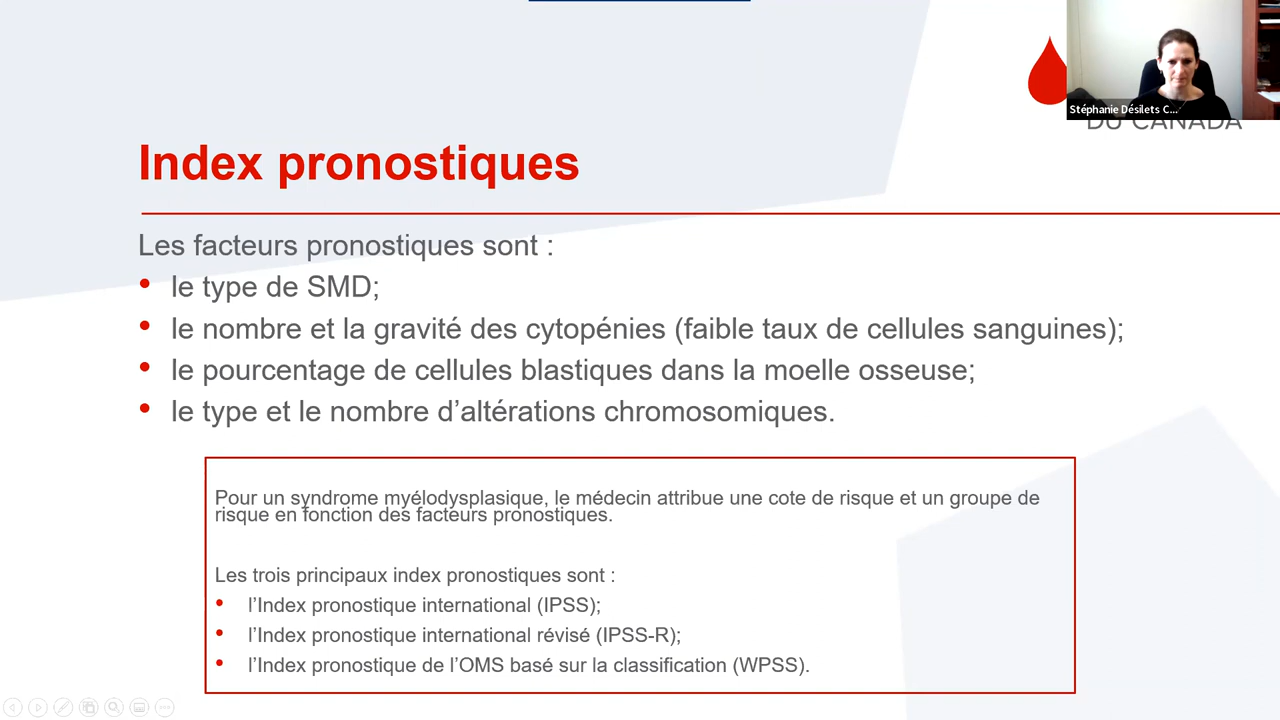 Stéphanie Désilets C...
DU CANADA
Index pronostiques
Les facteurs pronostiques sont :
• le type de SMD;
• le nombre et la gravité des cytopénies (faible taux de cellules sanguines);
• le pourcentage de cellules blastiques dans la moelle osseuse;
• le type et le nombre d’altérations chromosomiques.
Pour un syndrome myélodysplasique, le médecin attribue une cote de risque et un groupe de
risque en fonction des facteurs pronostiques.
Les trois principaux index pronostiques sont :
• l’Index pronostique international (IPSS);
• l’Index pronostique international révisé (IPSS-R);
• l’Index pronostique de l’OMS basé sur la classification (WPSS).